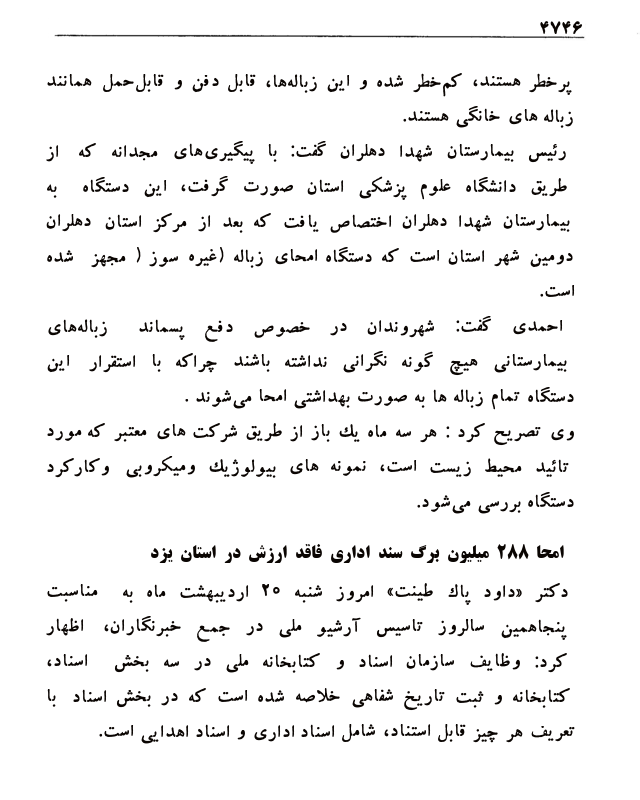 ۴۷۴۶
پرخطر هستند، کم‌خطر شده و این زباله‌ها، قابل دفن و قابل‌حمل همانند
زباله های خانگی هستند.
رئیس بیمارستان شهدا دهلران گفت: با پیگیری‌های مجدانه که از
طریق دانشگاه علوم پزشکی استان صورت گرفت، این دستگاه به
بیمارستان شهدا دهلران اختصاص یافت که بعد از مرکز استان دهلران
دومین شهر استان است که دستگاه امحای زباله (غیره سوز ( مجهز شده
است.
احمدی گفت: شهروندان در خصوص دفع پسماند زباله‌های
بیمارستانی هیچ گونه نگرانی نداشته باشند چراکه با استقرار این
دستگاه تمام زباله ها به صورت بهداشتی امحا می‌شوند .
وی تصریح کرد : هر سه ماه یك باز از طریق شرکت های معتبر که مورد
تائید محیط زیست است، نمونه های بیولوژیك ومیکروبی وکارکرد
دستگاه بررسی می‌شود.
امحا ۲۸۸ میلیون برگ سند اداری فاقد ارزش در استان یزد
دکتر «داود پاك طینت» امروز شنبه ۲۰ اردیبهشت ماه به مناسبت
پنجاهمین سالروز تاسیس آرشیو ملی در جمع خبرنگاران، اظهار
کرد: وظایف سازمان اسناد و کتابخانه ملی در سه بخش اسناد،
کتابخانه و ثبت تاریخ شفاهی خلاصه شده است که در بخش اسناد با
تعریف هر چیز قابل استناد، شامل اسناد اداری و اسناد اهدایی است.